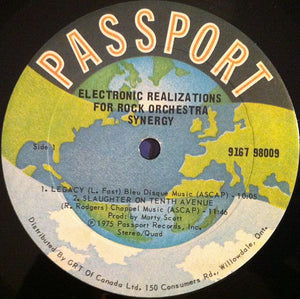 PASSPORT
ELECTRONIC REALIZATIONS
FOR ROCK ORCHESTRA
SYNERGY
Side 1
9167 98009
1. LEGACY (L. Fast) Bleu Disque Music (ASCAP) - 10:05
2. SLAUGHTER ON TENTH AVENUE
(R. Rodgers) Chappel Music (ASCAP) - 11:46
Prod: by Marty Scott
℗ 1975 Passport Records, Inc.
Stereo/Quad
Distributed By GRT Of Canada Ltd. 150 Consumers Rd., Willowdale, Ont.